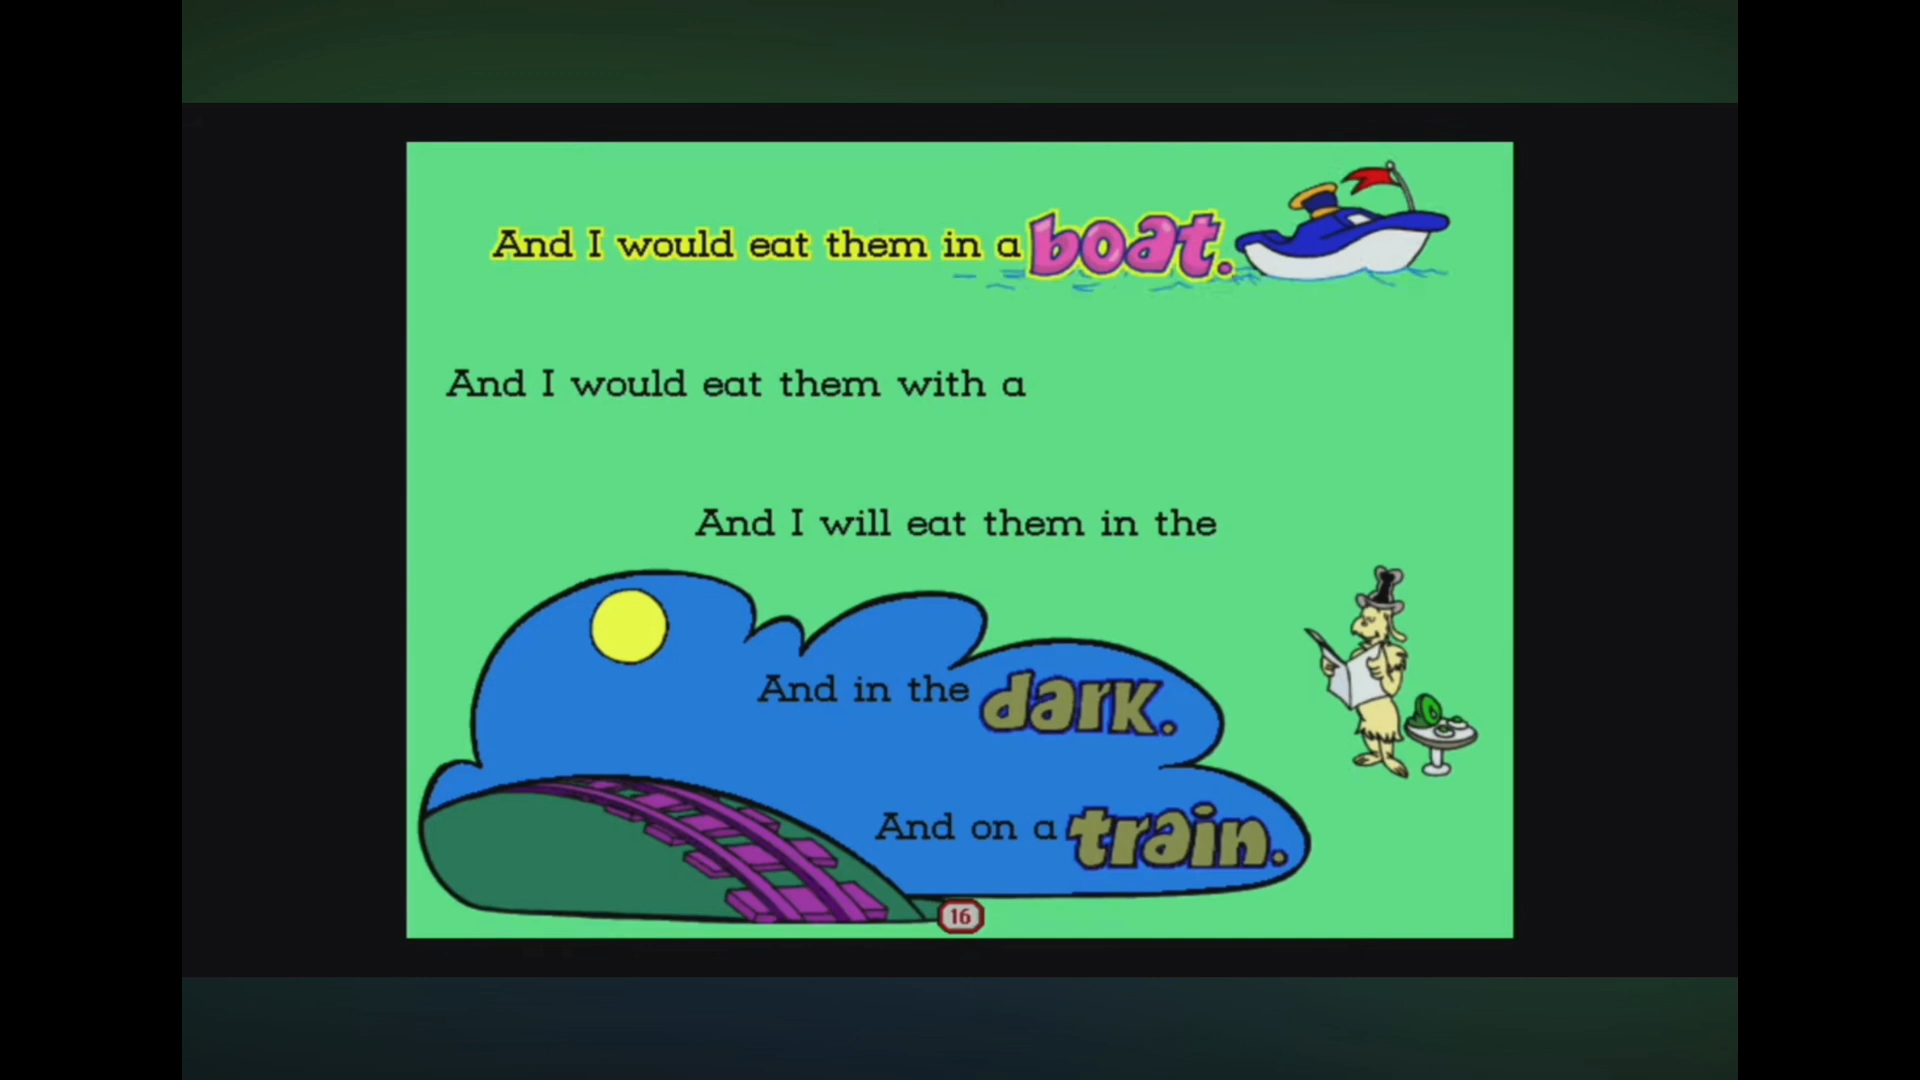 And I would eat them in a boat.
And I would eat them with a
And I will eat them in the
And in the dark.
And on a train.
16